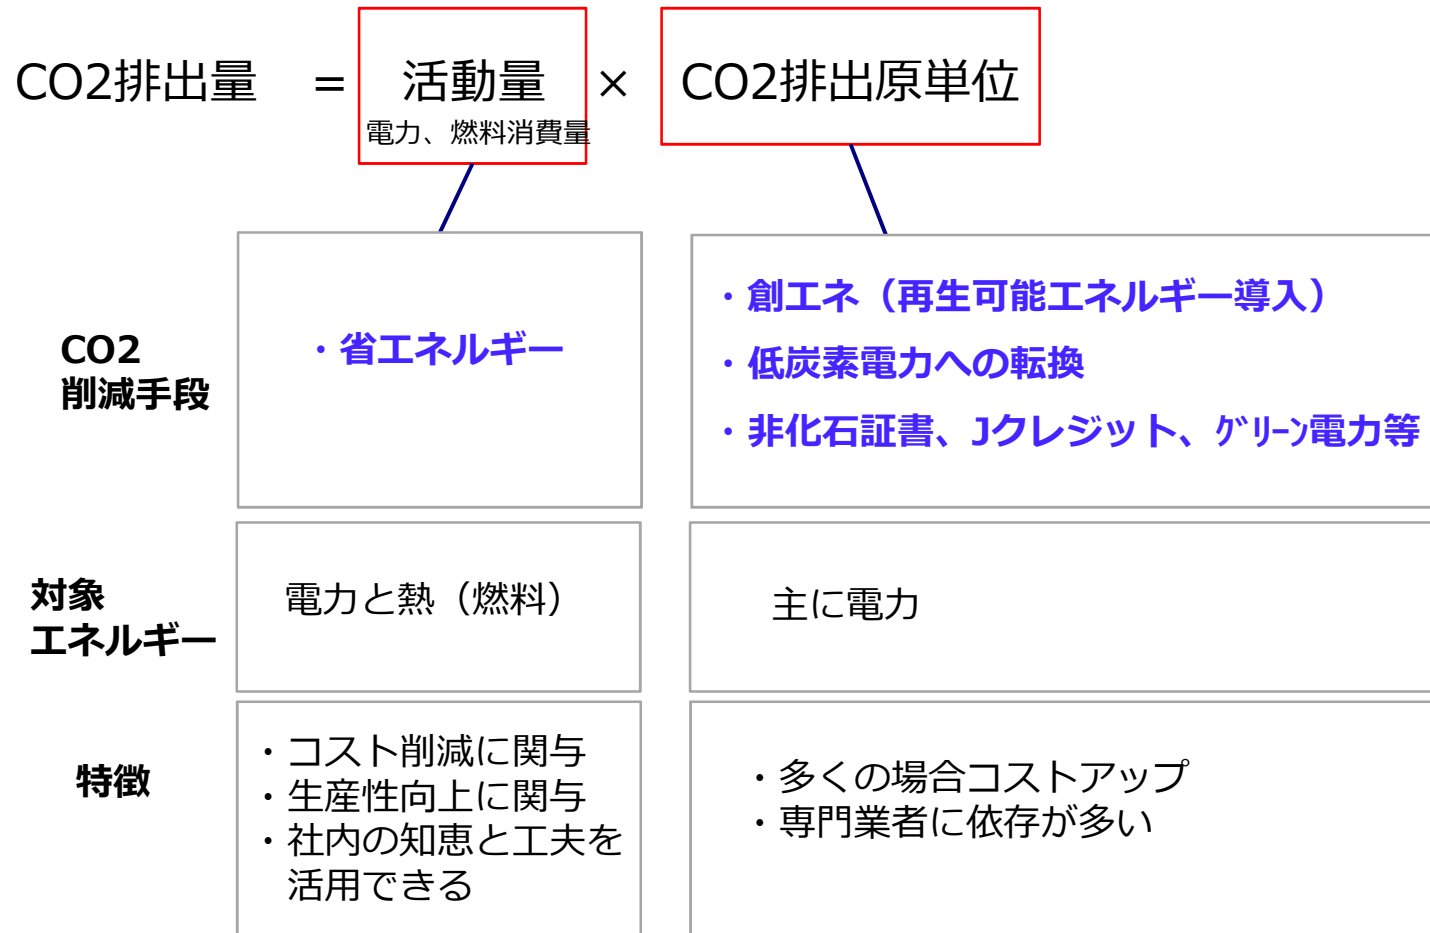 CO2排出量 = 活動量 × CO2排出原単位
電力、燃料消費量
CO2
削減手段
・省エネルギー
・創エネ（再生可能エネルギー導入）
・低炭素電力への転換
・非化石証書、Jクレジット、ｸﾞﾘｰﾝ電力等
対象
エネルギー
電力と熱（燃料）
主に電力
特徴
・コスト削減に関与
・生産性向上に関与
・社内の知恵と工夫を
活用できる
・多くの場合コストアップ
・専門業者に依存が多い